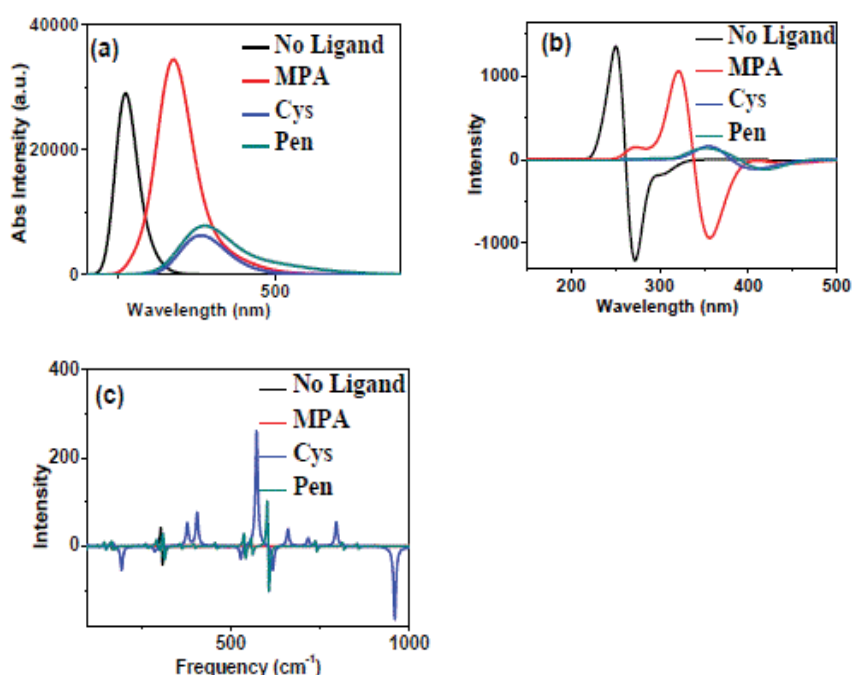 (a)
No Ligand
MPA
Cys
Pen
40000
20000
0
500
Abs Intensity (a.u.)
Wavelength (nm)
(b)
No Ligand
MPA
Cys
Pen
1000
0
-1000
200
300
400
500
Intensity
Wavelength (nm)
(c)
No Ligand
MPA
Cys
Pen
400
200
0
500
1000
Intensity
Frequency (cm⁻¹)